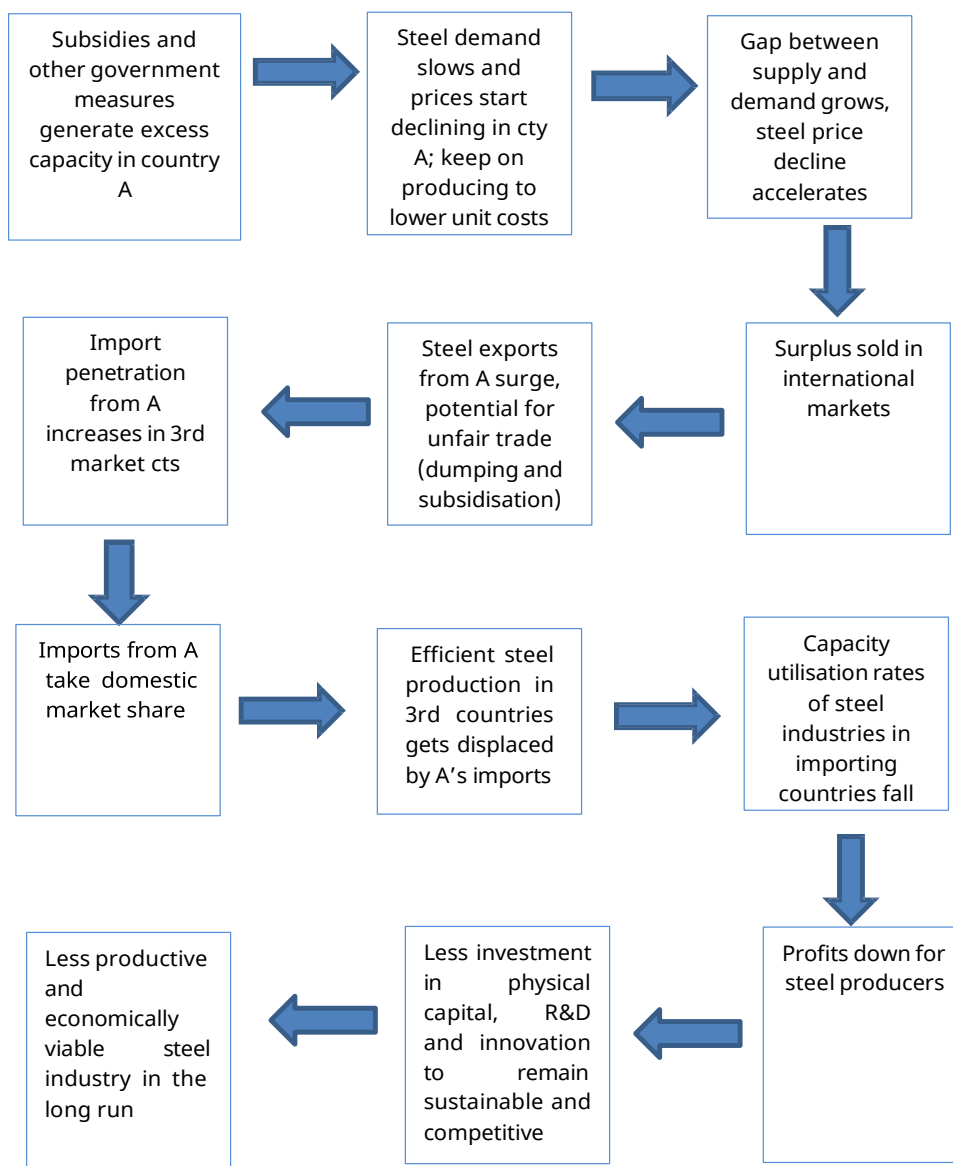 Subsidies and
other government
measures
generate excess
capacity in country
A
Steel demand
slows and
prices start
declining in cty
A; keep on
producing to
lower unit costs
Gap between
supply and
demand grows,
steel price
decline
accelerates
Surplus sold in
international
markets
Steel exports
from A surge,
potential for
unfair trade
(dumping and
subsidisation)
Import
penetration
from A
increases in 3rd
market cts
Imports from A
take domestic
market share
Efficient steel
production in
3rd countries
gets displaced
by A’s imports
Capacity
utilisation rates
of steel
industries in
importing
countries fall
Profits down for
steel producers
Less investment
in physical
capital, R&D
and innovation
to remain
sustainable and
competitive
Less productive
and
economically
viable steel
industry in the
long run